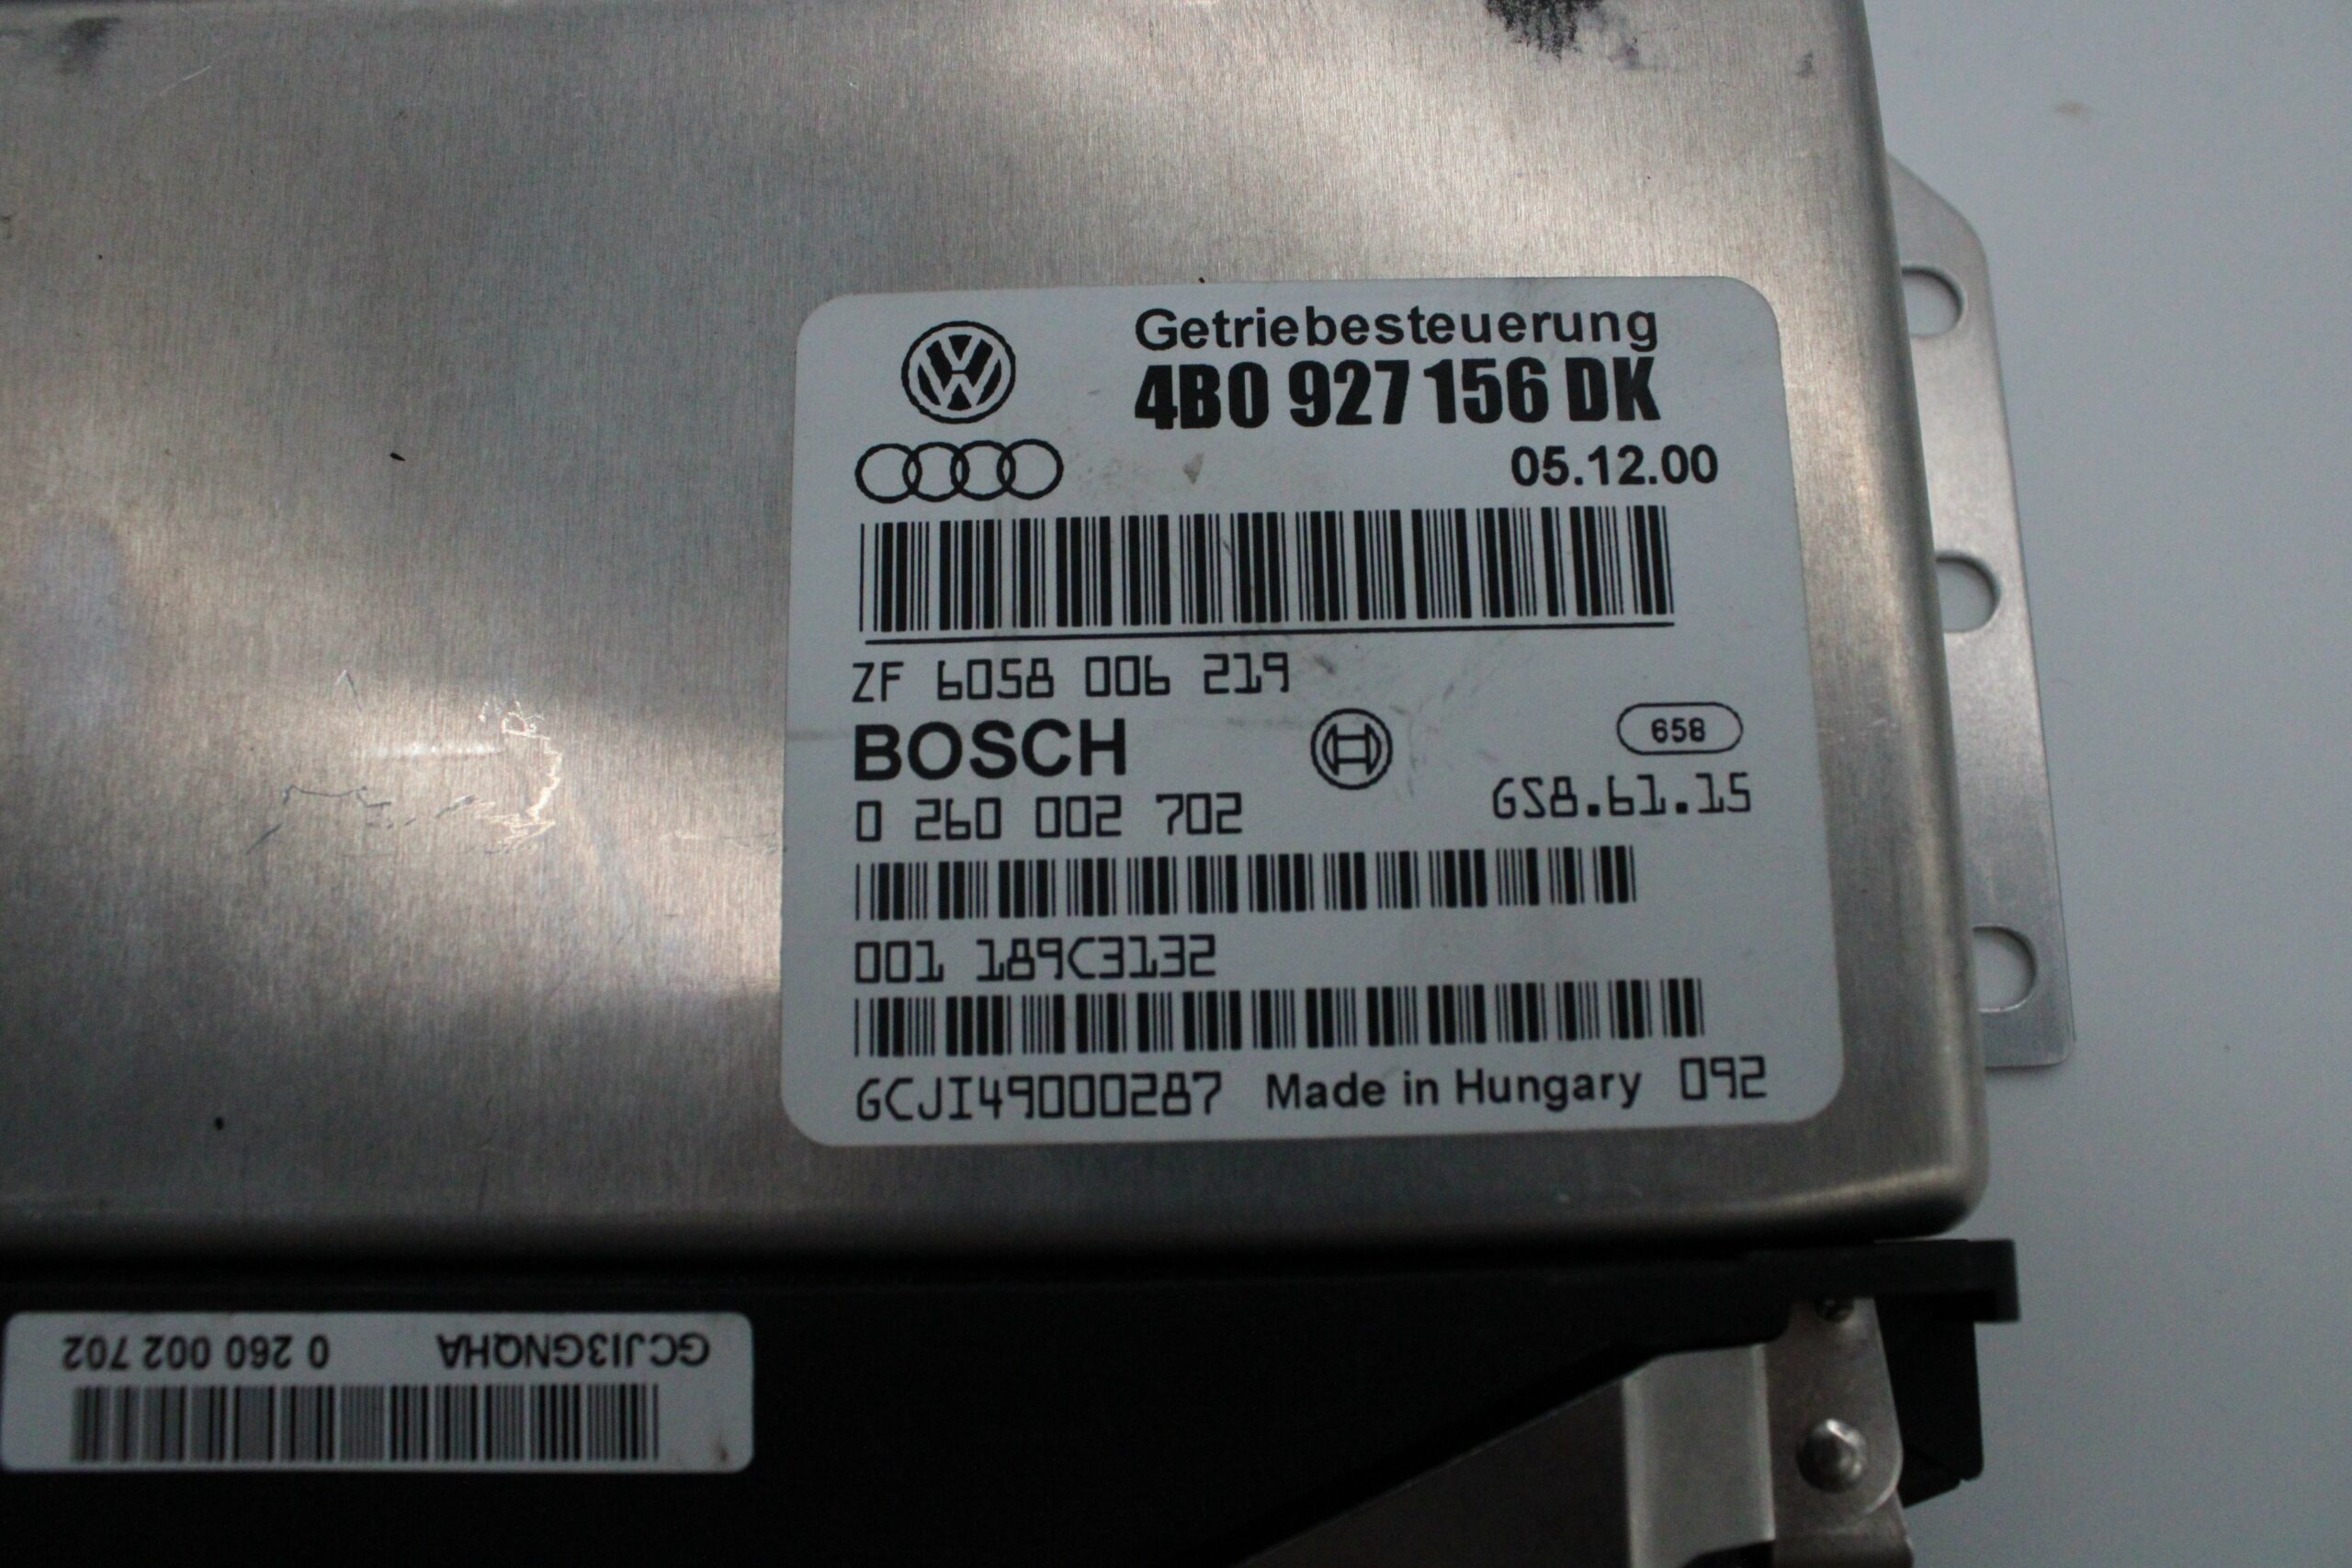 Getriebesteuerung
4B0 927 156 DK
05.12.00
ZF 6058 006 219
BOSCH
658
0 260 002 702 GS8.61.15
001 189C3132
GCJI49000287 Made in Hungary 092
GCJI3GNQHA 0 260 002 702